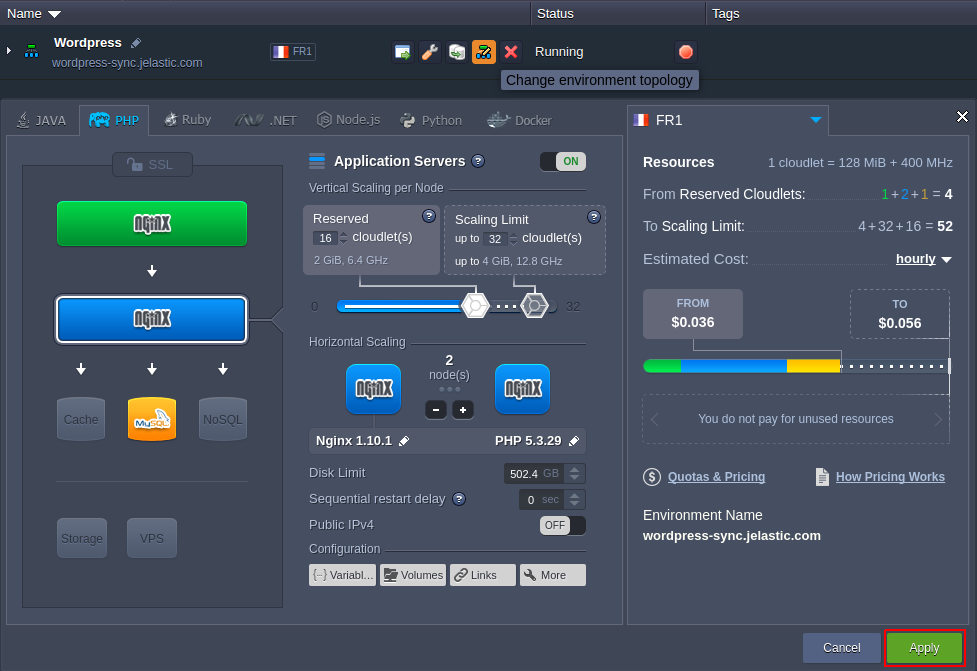 Name Status Tags
Wordpress
wordpress-sync.jelastic.com
FR1
Running
Change environment topology
JAVA PHP Ruby .NET Node.js Python Docker
SSL
NGINX
NGINX
Cache
MySQL
NoSQL
Storage
VPS
Application Servers ? ON
Vertical Scaling per Node
Reserved ?
16 cloudlet(s)
2 GiB, 6.4 GHz
Scaling Limit ?
up to 32 cloudlet(s)
up to 4 GiB, 12.8 GHz
0 32
Horizontal Scaling
NGINX
2
node(s)
- +
NGINX
Nginx 1.10.1 PHP 5.3.29
Disk Limit 502.4 GB
Sequential restart delay ? 0 sec
Public IPv4 OFF
Configuration
{--} Variabl... Volumes Links More
FR1
Resources 1 cloudlet = 128 MiB + 400 MHz
From Reserved Cloudlets: 1+2+1 = 4
To Scaling Limit: 4+32+16 = 52
Estimated Cost: hourly
FROM
$0.036
TO
$0.056
You do not pay for unused resources
$ Quotas & Pricing How Pricing Works
Environment Name
wordpress-sync.jelastic.com
Cancel Apply